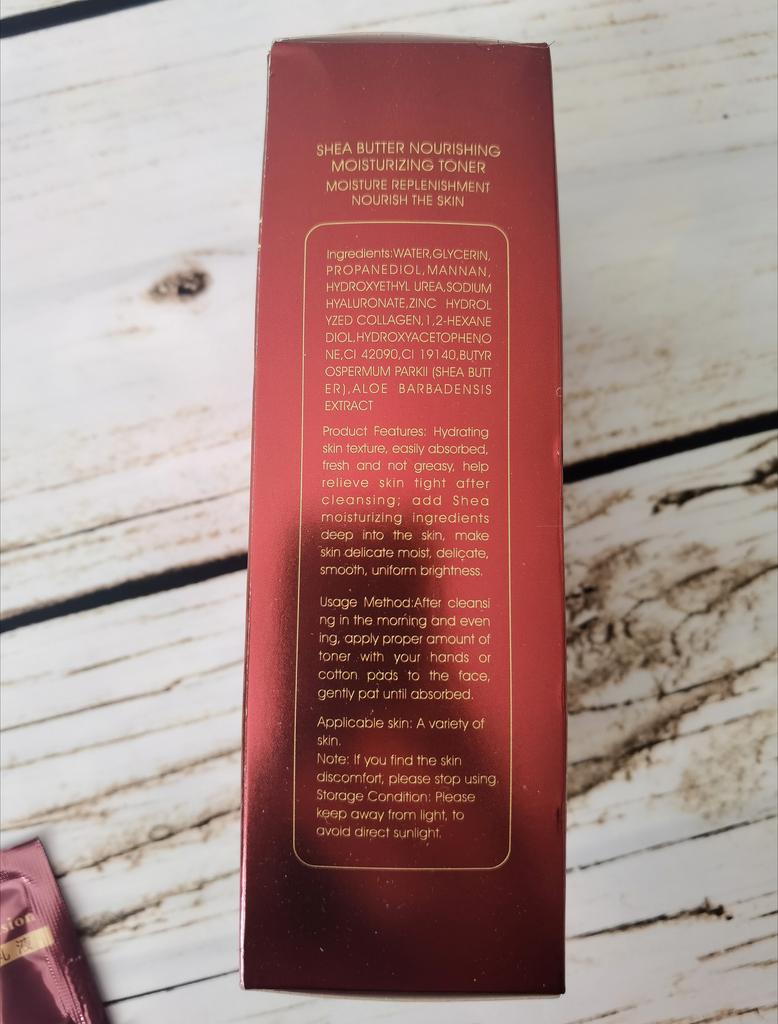 SHEA BUTTER NOURISHING
MOISTURIZING TONER
MOISTURE REPLENISHMENT
NOURISH THE SKIN
Ingredients:WATER,GLYCERIN,
PROPANEDIOL,MANNAN,
HYDROXYETHYL UREA,SODIUM
HYALURONATE,ZINC HYDROL
YZED COLLAGEN,1,2-HEXANE
DIOL,HYDROXYACETOPHENO
NE,CI 42090,CI 19140,BUTYR
OSPERMUM PARKII (SHEA BUTT
ER),ALOE BARBADENSIS
EXTRACT
Product Features: Hydrating
skin texture, easily absorbed,
fresh and not greasy, help
relieve skin tight after
cleansing; add Shea
moisturizing ingredients
deep into the skin, make
skin delicate moist, delicate,
smooth, uniform brightness.
Usage Method:After cleansi
ng in the morning and even
ing, apply proper amount of
toner with your hands or
cotton pads to the face,
gently pat until absorbed.
Applicable skin: A variety of
skin.
Note: If you find the skin
discomfort, please stop using.
Storage Condition: Please
keep away from light, to
avoid direct sunlight.
sion
液